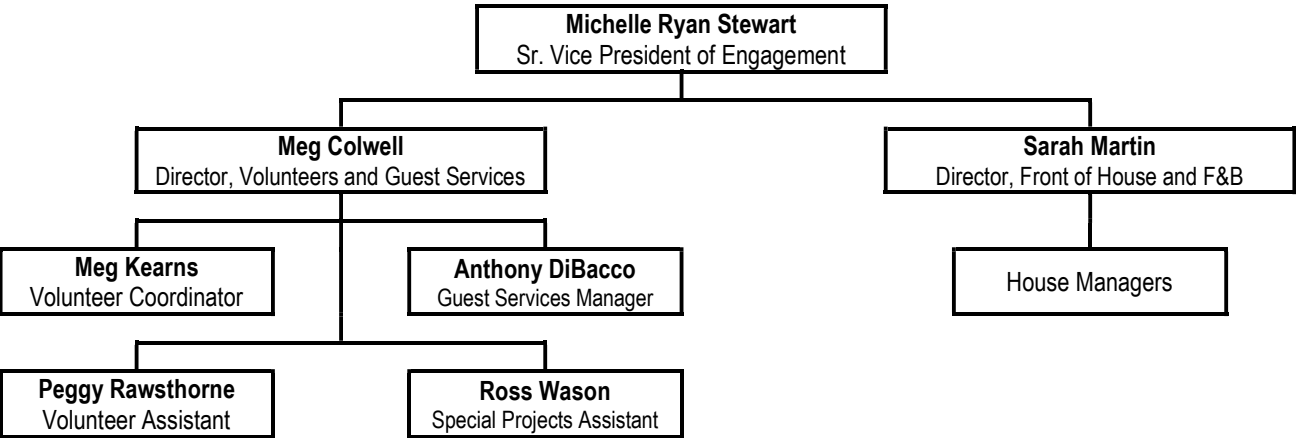 Michelle Ryan Stewart
Sr. Vice President of Engagement
Meg Colwell
Director, Volunteers and Guest Services
Sarah Martin
Director, Front of House and F&B
Meg Kearns
Volunteer Coordinator
Anthony DiBacco
Guest Services Manager
House Managers
Peggy Rawsthorne
Volunteer Assistant
Ross Wason
Special Projects Assistant